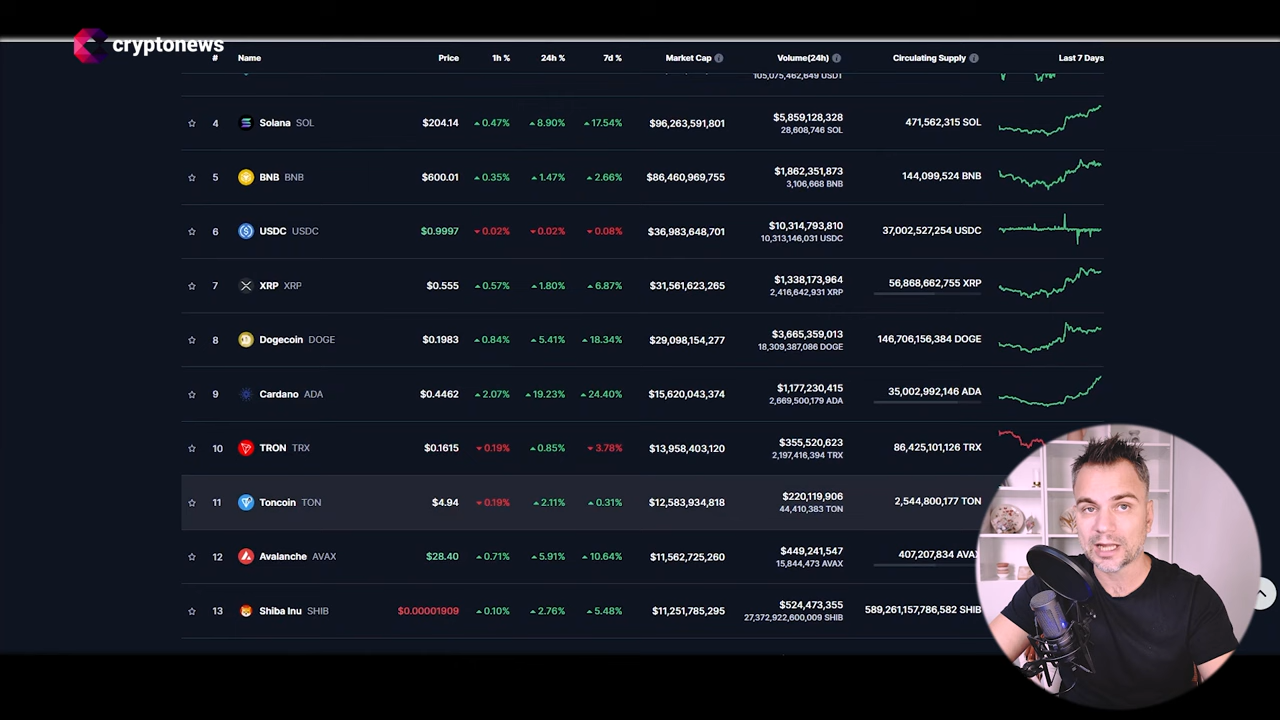 cryptonews
# Name Price 1h % 24h % 7d % Market Cap Volume(24h) Circulating Supply Last 7 Days
105,075,462,649 USDT
4 Solana SOL $204.14 0.47% 8.90% 17.54% $96,263,591,801 $5,859,128,328 471,562,315 SOL
28,608,746 SOL
5 BNB BNB $600.01 0.35% 1.47% 2.66% $86,460,969,755 $1,862,351,873 144,099,524 BNB
3,106,668 BNB
6 USDC USDC $0.9997 0.02% 0.02% 0.08% $36,983,648,701 $10,314,793,810 37,002,527,254 USDC
10,313,146,031 USDC
7 XRP XRP $0.555 0.57% 1.80% 6.87% $31,561,623,265 $1,338,173,964 56,868,662,755 XRP
2,416,642,931 XRP
8 Dogecoin DOGE $0.1983 0.84% 5.41% 18.34% $29,098,154,277 $3,665,359,013 146,706,156,384 DOGE
18,309,387,086 DOGE
9 Cardano ADA $0.4462 2.07% 19.23% 24.40% $15,620,043,374 $1,177,230,415 35,002,992,146 ADA
2,669,500,179 ADA
10 TRON TRX $0.1615 0.19% 0.85% 3.78% $13,958,403,120 $355,520,623 86,425,101,126 TRX
2,197,416,394 TRX
11 Toncoin TON $4.94 0.19% 2.11% 0.31% $12,583,934,818 $220,119,906 2,544,800,177 TON
44,410,383 TON
12 Avalanche AVAX $28.40 0.71% 5.91% 10.64% $11,562,725,260 $449,241,547 407,207,834 AVAX
15,844,473 AVAX
13 Shiba Inu SHIB $0.00001909 0.10% 2.76% 5.48% $11,251,785,295 $524,473,355 589,261,157,786,582 SHIB
27,372,922,600,009 SHIB